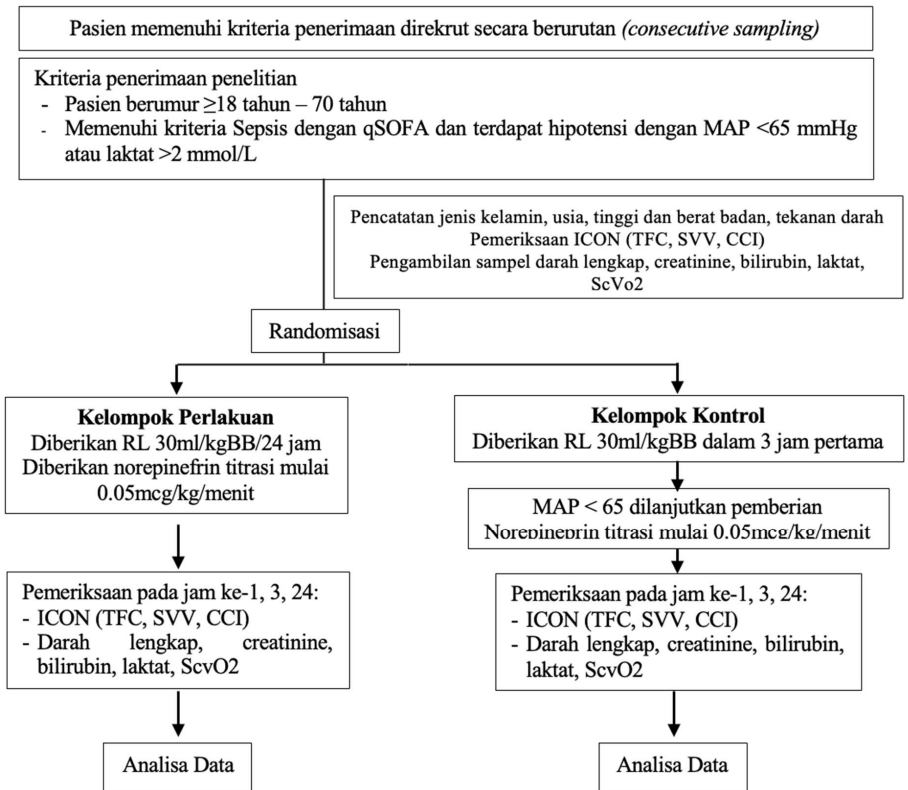 Pasien memenuhi kriteria penerimaan direkrut secara berurutan (consecutive sampling)
Kriteria penerimaan penelitian
- Pasien berumur ≥18 tahun – 70 tahun
- Memenuhi kriteria Sepsis dengan qSOFA dan terdapat hipotensi dengan MAP <65 mmHg
atau laktat >2 mmol/L
Pencatatan jenis kelamin, usia, tinggi dan berat badan, tekanan darah
Pemeriksaan ICON (TFC, SVV, CCI)
Pengambilan sampel darah lengkap, creatinine, bilirubin, laktat,
ScVo2
Randomisasi
Kelompok Perlakuan
Diberikan RL 30ml/kgBB/24 jam
Diberikan norepinefrin titrasi mulai
0.05mcg/kg/menit
Kelompok Kontrol
Diberikan RL 30ml/kgBB dalam 3 jam pertama
MAP < 65 dilanjutkan pemberian
Norepineprin titrasi mulai 0.05mcg/kg/menit
Pemeriksaan pada jam ke-1, 3, 24:
- ICON (TFC, SVV, CCI)
- Darah lengkap, creatinine,
bilirubin, laktat, ScvO2
Pemeriksaan pada jam ke-1, 3, 24:
- ICON (TFC, SVV, CCI)
- Darah lengkap, creatinine, bilirubin,
laktat, ScvO2
Analisa Data
Analisa Data